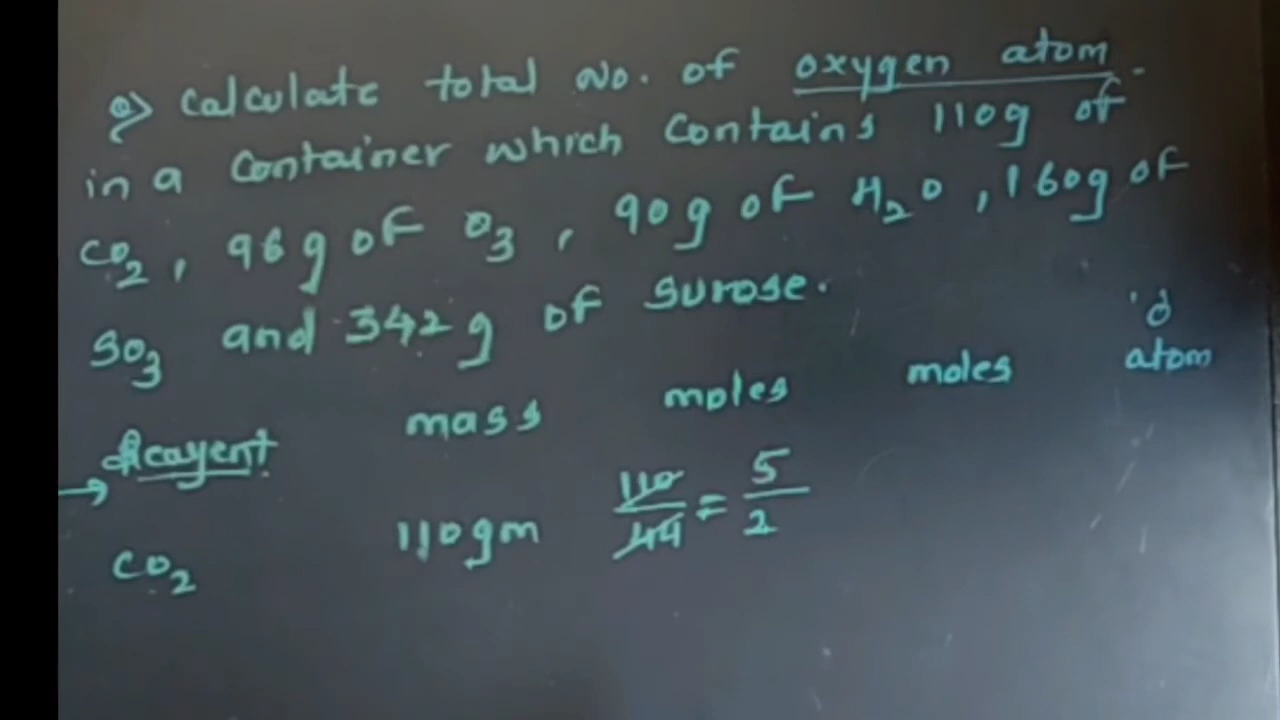 Q> Calculate total No. of oxygen atom.
in a Container which Contains 110g of
CO₂, 96g of O₃, 90g of H₂O, 160g of
SO₃ and 342g of Surose.
Reagent mass moles moles 'o' atom
→
CO₂ 110gm 110/44 = 5/2